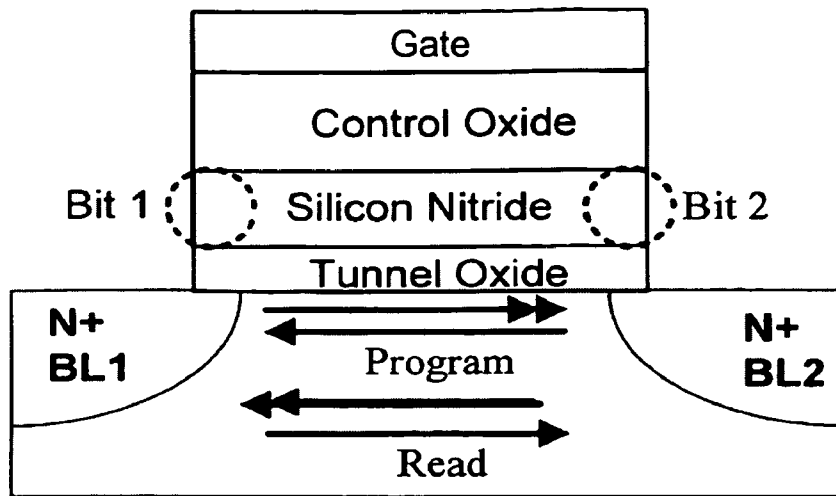 Gate
Control Oxide
Bit 1
Silicon Nitride
Bit 2
Tunnel Oxide
N+
BL1
Program
N+
BL2
Read